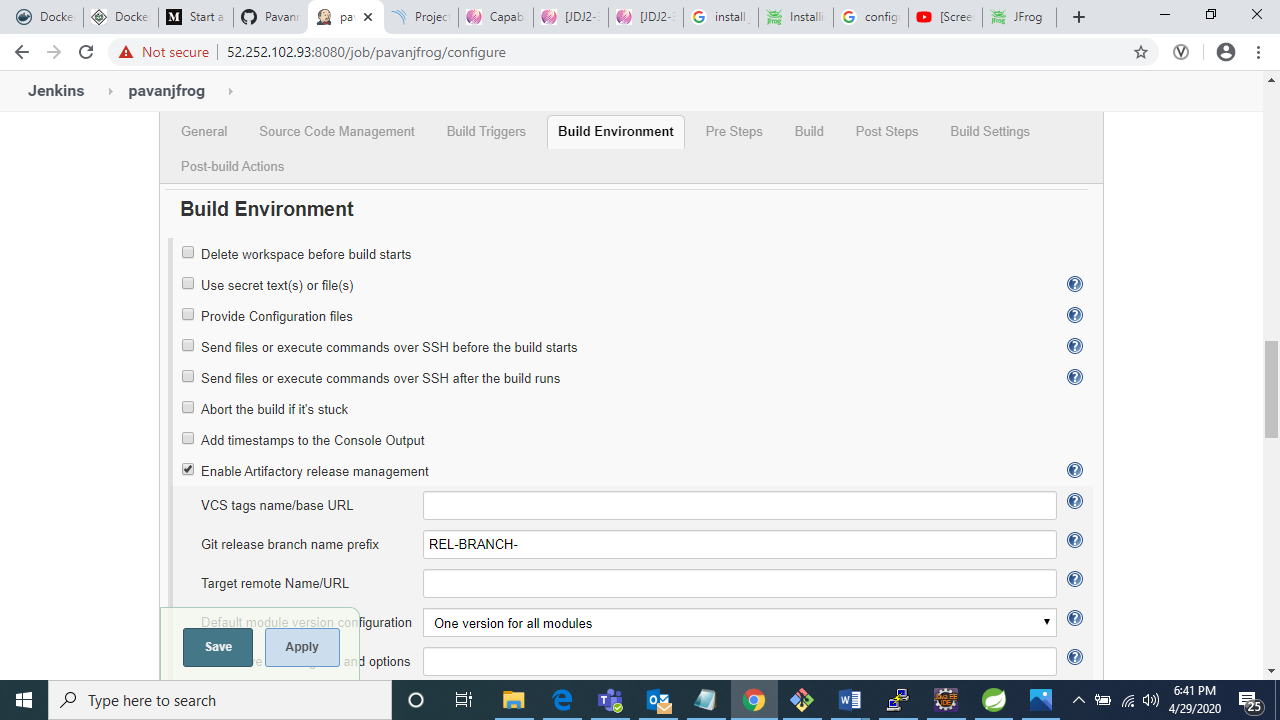 Docke
Docke
Start a
Pavann
pav
Projec
Capab
[JDJ2-
[JDJ2-
install
Installi
config
[Scree
JFrog
Not secure
52.252.102.93:8080/job/pavanjfrog/configure
Jenkins
pavanjfrog
General
Source Code Management
Build Triggers
Build Environment
Pre Steps
Build
Post Steps
Build Settings
Post-build Actions
Build Environment
Delete workspace before build starts
Use secret text(s) or file(s)
Provide Configuration files
Send files or execute commands over SSH before the build starts
Send files or execute commands over SSH after the build runs
Abort the build if it's stuck
Add timestamps to the Console Output
Enable Artifactory release management
VCS tags name/base URL
Git release branch name prefix
REL-BRANCH-
Target remote Name/URL
Default module version configuration
One version for all modules
and options
Save
Apply
Type here to search
6:41 PM
4/29/2020
25